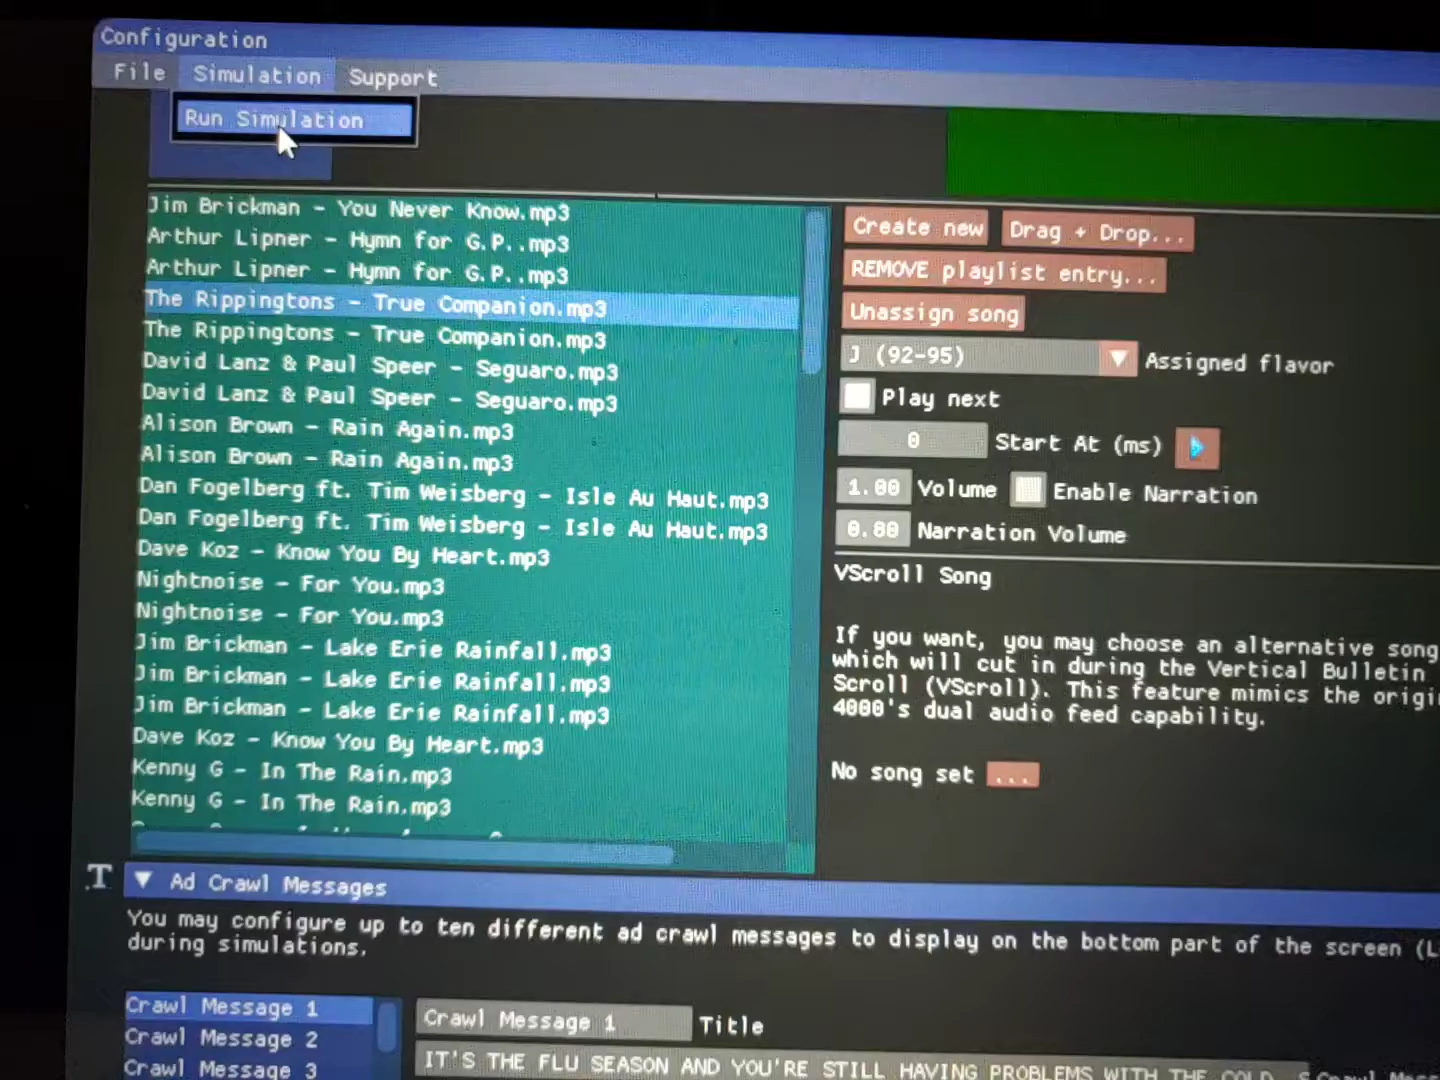 Configuration
File Simulation Support
Run Simulation
Jim Brickman - You Never Know.mp3
Arthur Lipner - Hymn for G.P..mp3
Arthur Lipner - Hymn for G.P..mp3
The Rippingtons - True Companion.mp3
The Rippingtons - True Companion.mp3
David Lanz & Paul Speer - Seguaro.mp3
David Lanz & Paul Speer - Seguaro.mp3
Alison Brown - Rain Again.mp3
Alison Brown - Rain Again.mp3
Dan Fogelberg ft. Tim Weisberg - Isle Au Haut.mp3
Dan Fogelberg ft. Tim Weisberg - Isle Au Haut.mp3
Dave Koz - Know You By Heart.mp3
Nightnoise - For You.mp3
Nightnoise - For You.mp3
Jim Brickman - Lake Erie Rainfall.mp3
Jim Brickman - Lake Erie Rainfall.mp3
Jim Brickman - Lake Erie Rainfall.mp3
Dave Koz - Know You By Heart.mp3
Kenny G - In The Rain.mp3
Kenny G - In The Rain.mp3
Create new Drag + Drop...
REMOVE playlist entry...
Unassign song
J (92-95) Assigned flavor
Play next
0 Start At (ms)
1.00 Volume Enable Narration
0.80 Narration Volume
VScroll Song
If you want, you may choose an alternative song
which will cut in during the Vertical Bulletin
Scroll (VScroll). This feature mimics the origi
4000's dual audio feed capability.
No song set ...
T
Ad Crawl Messages
You may configure up to ten different ad crawl messages to display on the bottom part of the screen (L
during simulations.
Crawl Message 1
Crawl Message 2
Crawl Message 3
Crawl Message 1 Title
IT'S THE FLU SEASON AND YOU'RE STILL HAVING PROBLEMS WITH THE COLD. S Crawl Mess